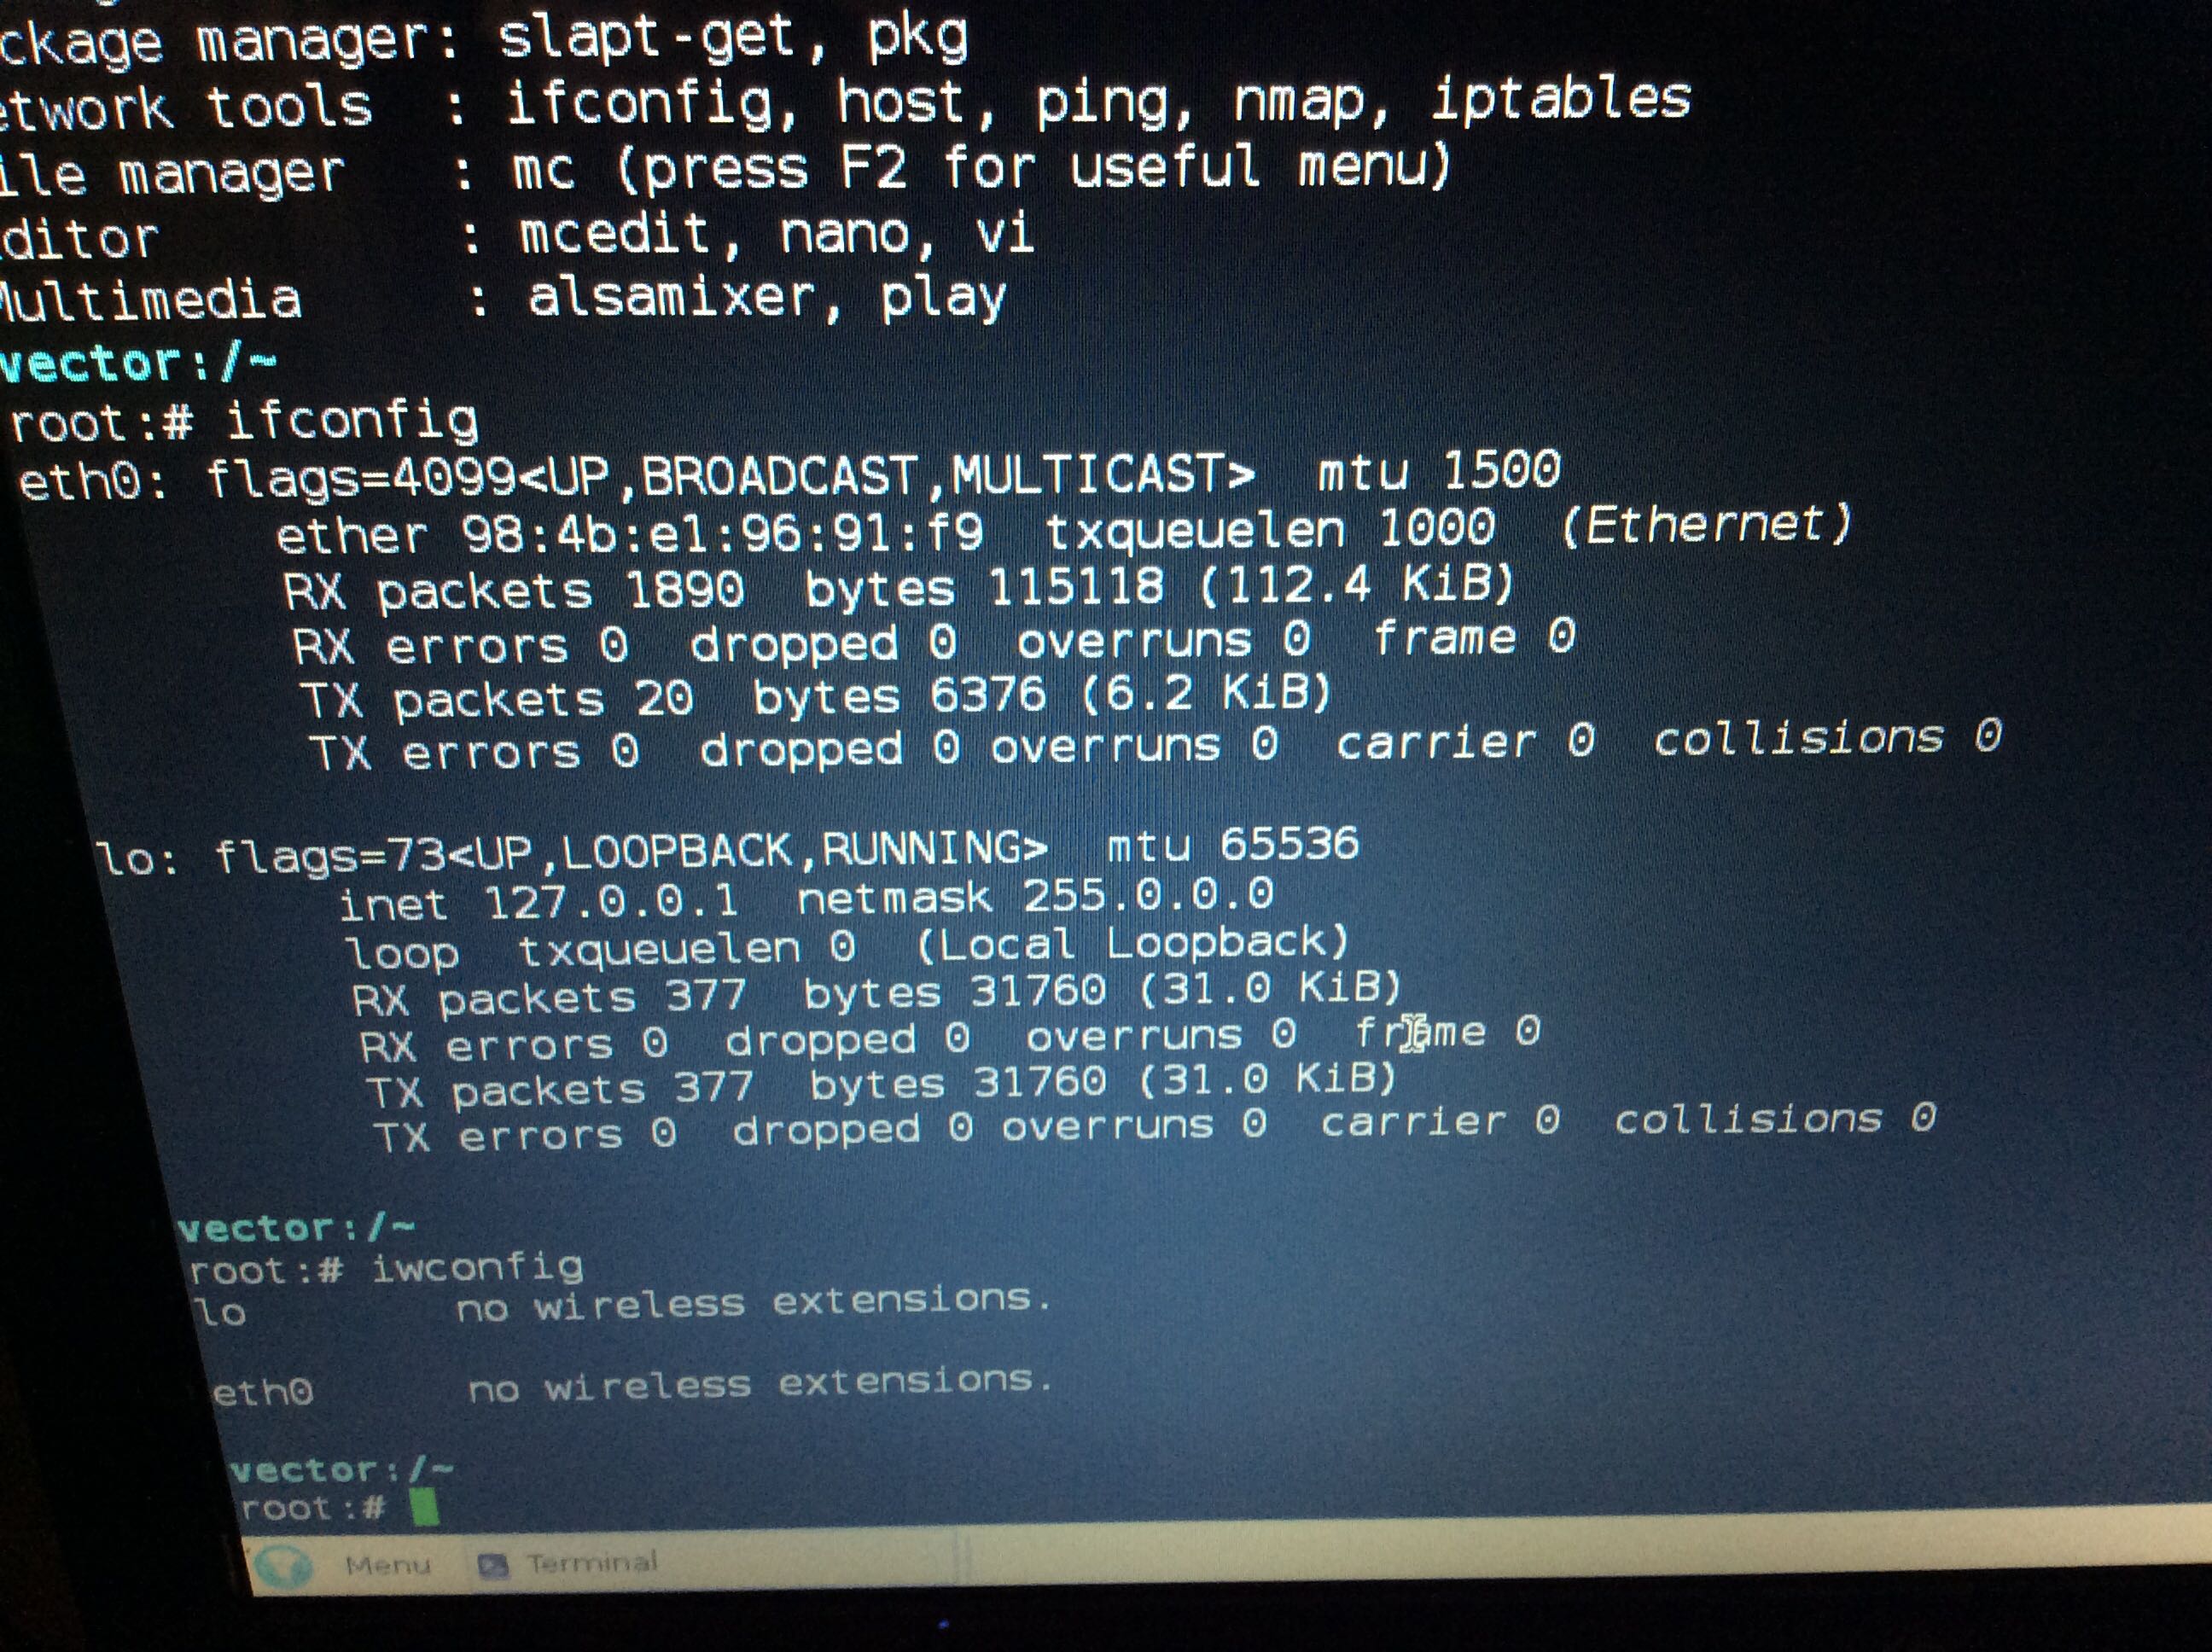 ckage manager: slapt-get, pkg
etwork tools : ifconfig, host, ping, nmap, iptables
ile manager : mc (press F2 for useful menu)
ditor : mcedit, nano, vi
Multimedia : alsamixer, play
vector:/~
root:# ifconfig
eth0: flags=4099<UP,BROADCAST,MULTICAST> mtu 1500
ether 98:4b:e1:96:91:f9 txqueuelen 1000 (Ethernet)
RX packets 1890 bytes 115118 (112.4 KiB)
RX errors 0 dropped 0 overruns 0 frame 0
TX packets 20 bytes 6376 (6.2 KiB)
TX errors 0 dropped 0 overruns 0 carrier 0 collisions 0
lo: flags=73<UP,LOOPBACK,RUNNING> mtu 65536
inet 127.0.0.1 netmask 255.0.0.0
loop txqueuelen 0 (Local Loopback)
RX packets 377 bytes 31760 (31.0 KiB)
RX errors 0 dropped 0 overruns 0 frame 0
TX packets 377 bytes 31760 (31.0 KiB)
TX errors 0 dropped 0 overruns 0 carrier 0 collisions 0
vector:/~
root:# iwconfig
lo no wireless extensions.
eth0 no wireless extensions.
vector:/~
root:#
Menu Terminal